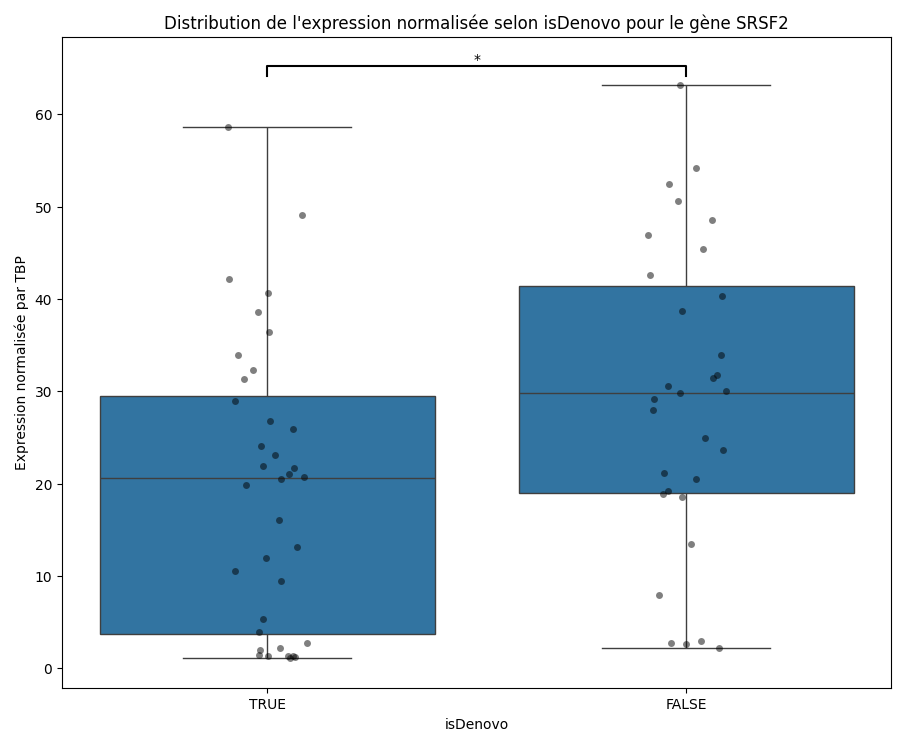 Distribution de l'expression normalisée selon isDenovo pour le gène SRSF2
*
60
50
40
30
20
10
0
Expression normalisée par TBP
TRUE
FALSE
isDenovo